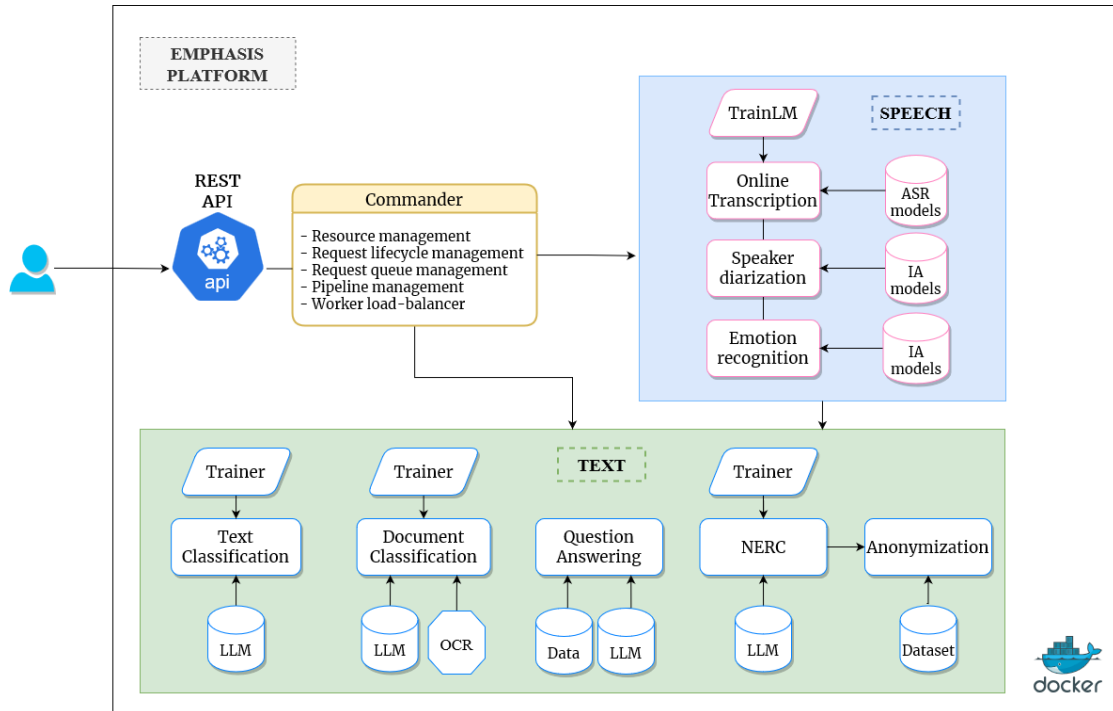 EMPHASIS
PLATFORM
REST
API
api
Commander
- Resource management
- Request lifecycle management
- Request queue management
- Pipeline management
- Worker load-balancer
TrainLM
SPEECH
Online
Transcription
ASR
models
Speaker
diarization
IA
models
Emotion
recognition
IA
models
TEXT
Trainer
Trainer
Trainer
Text
Classification
Document
Classification
Question
Answering
NERC
Anonymization
LLM
LLM
OCR
Data
LLM
LLM
Dataset
docker